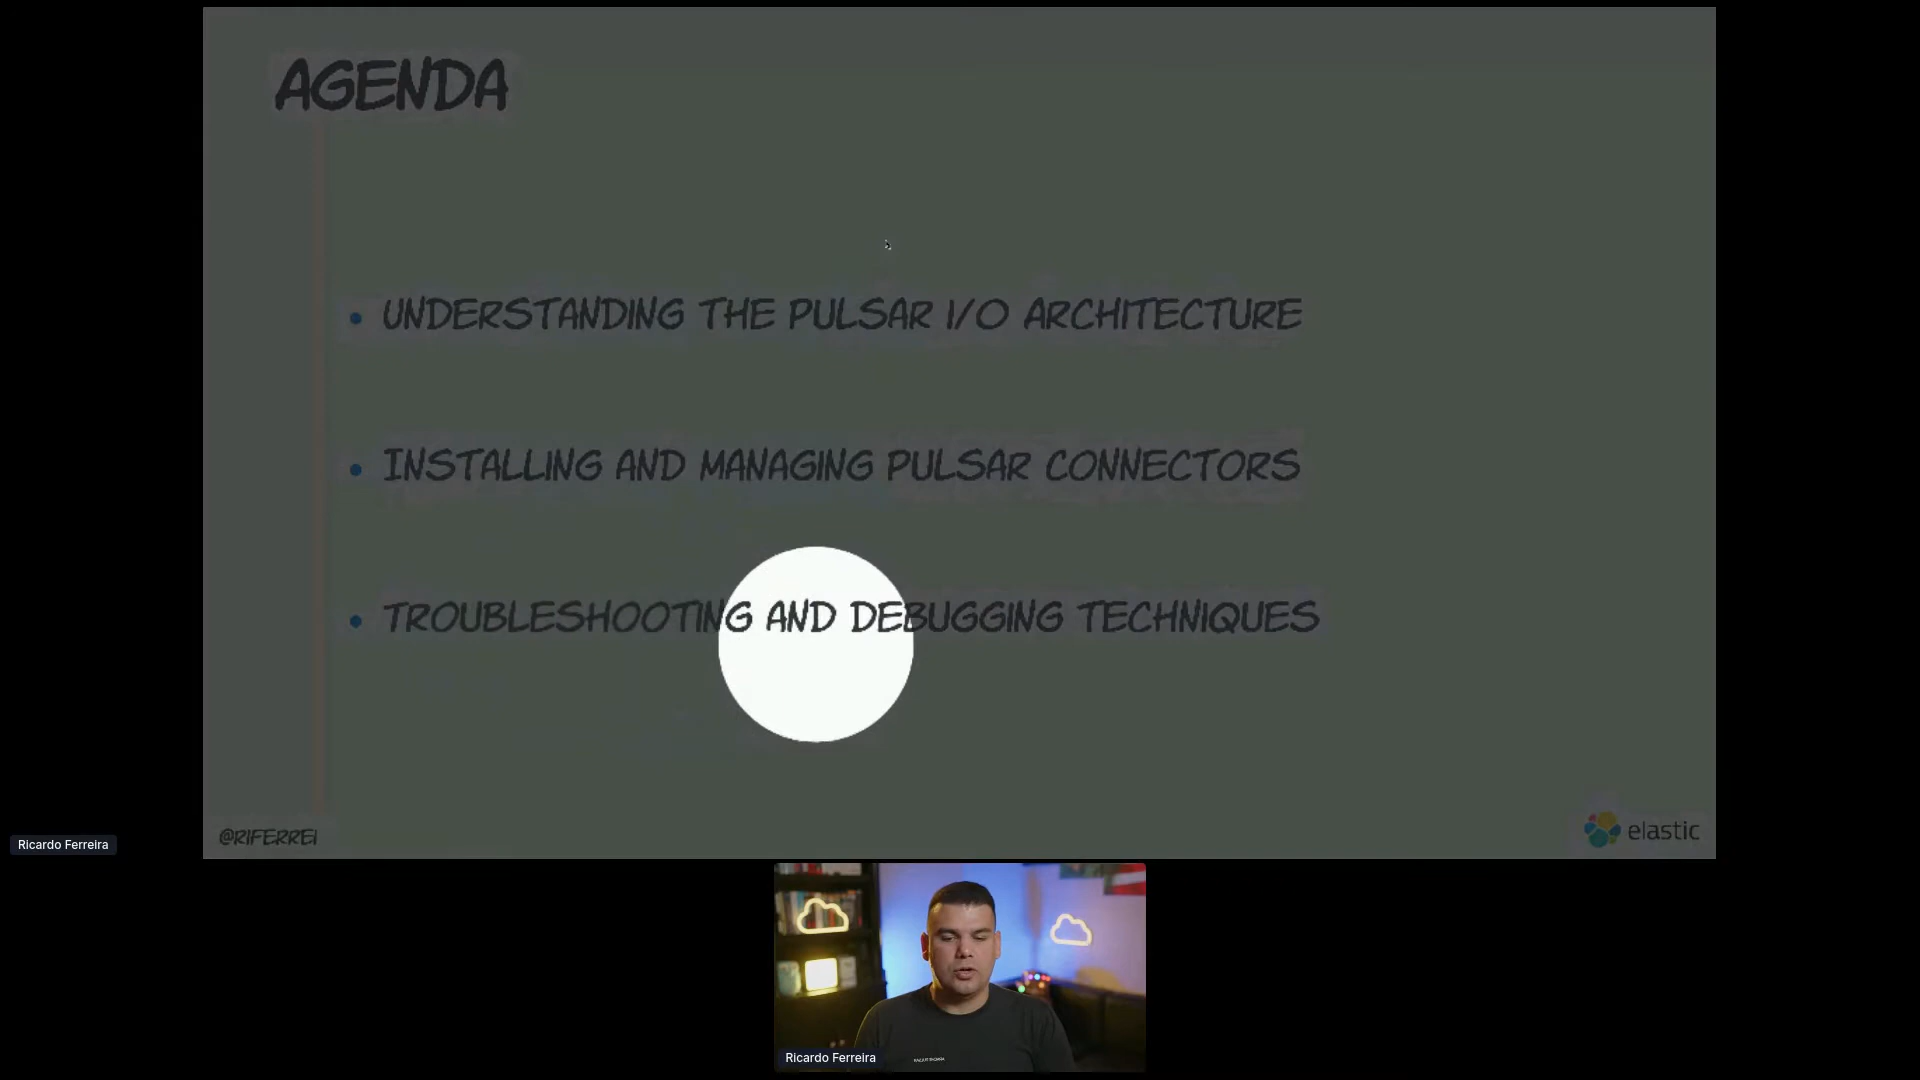 AGENDA
• UNDERSTANDING THE PULSAR I/O ARCHITECTURE
• INSTALLING AND MANAGING PULSAR CONNECTORS
• TROUBLESHOOTING AND DEBUGGING TECHNIQUES
@RIFERREI
elastic
Ricardo Ferreira
Ricardo Ferreira